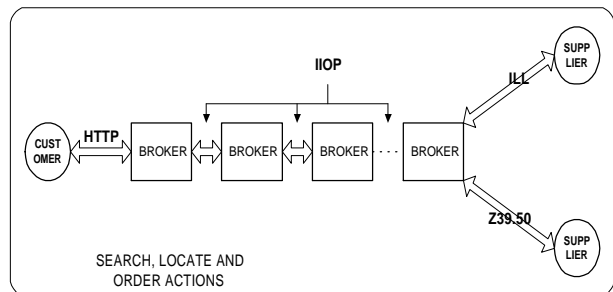 IIOP
SUPP
LIER
ILL
HTTP
CUST
OMER
BROKER
BROKER
BROKER
BROKER
Z39.50
SUPP
LIER
SEARCH, LOCATE AND
ORDER ACTIONS